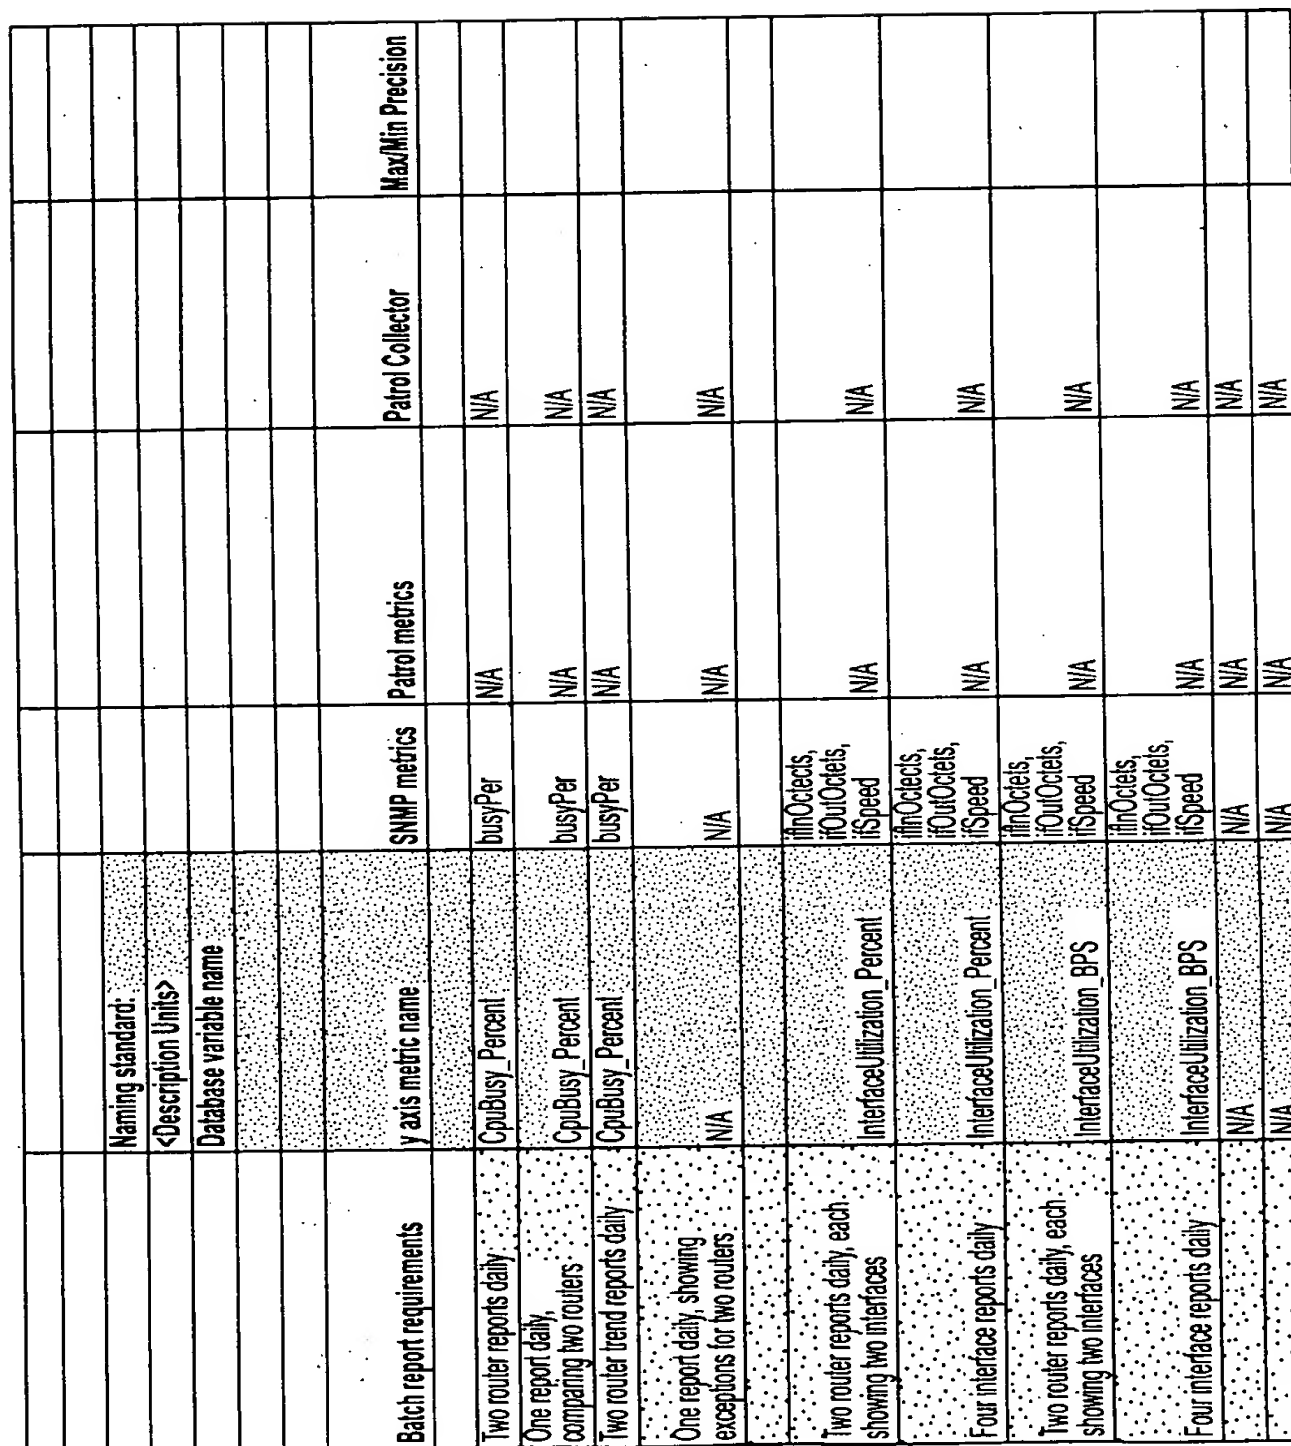 Naming standard:
<Description Units>
Database variable name
Batch report requirements
y axis metric name
SNMP metrics
Patrol metrics
Patrol Collector
Max/Min Precision
Two router reports daily
CpuBusy_Percent
busyPer
N/A
N/A
One report daily,
comparing two routers
CpuBusy_Percent
busyPer
N/A
N/A
Two router trend reports daily
CpuBusy_Percent
busyPer
N/A
N/A
One report daily, showing
exceptions for two routers
N/A
N/A
N/A
N/A
Two router reports daily, each
showing two interfaces
InterfaceUtilization_Percent
ifInOctects,
ifOutOctets,
ifSpeed
N/A
N/A
Four interface reports daily
InterfaceUtilization_Percent
ifInOctects,
ifOutOctets,
ifSpeed
N/A
N/A
Two router reports daily, each
showing two interfaces
InterfaceUtilization_BPS
ifInOctets,
ifOutOctets,
ifSpeed
N/A
N/A
Four interface reports daily
InterfaceUtilization_BPS
ifInOctets,
ifOutOctets,
ifSpeed
N/A
N/A
N/A
N/A
N/A
N/A
N/A
N/A
N/A
N/A